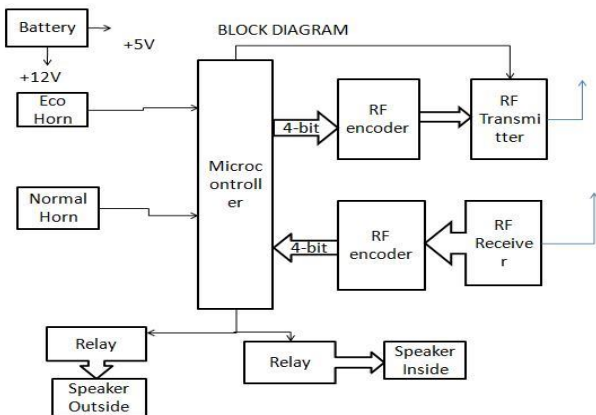 Battery
BLOCK DIAGRAM
+5V
+12V
Eco
Horn
Normal
Horn
Microc
ontroll
er
4-bit
RF
encoder
RF
Transmi
tter
4-bit
RF
encoder
RF
Receive
r
Relay
Speaker
Outside
Relay
Speaker
Inside